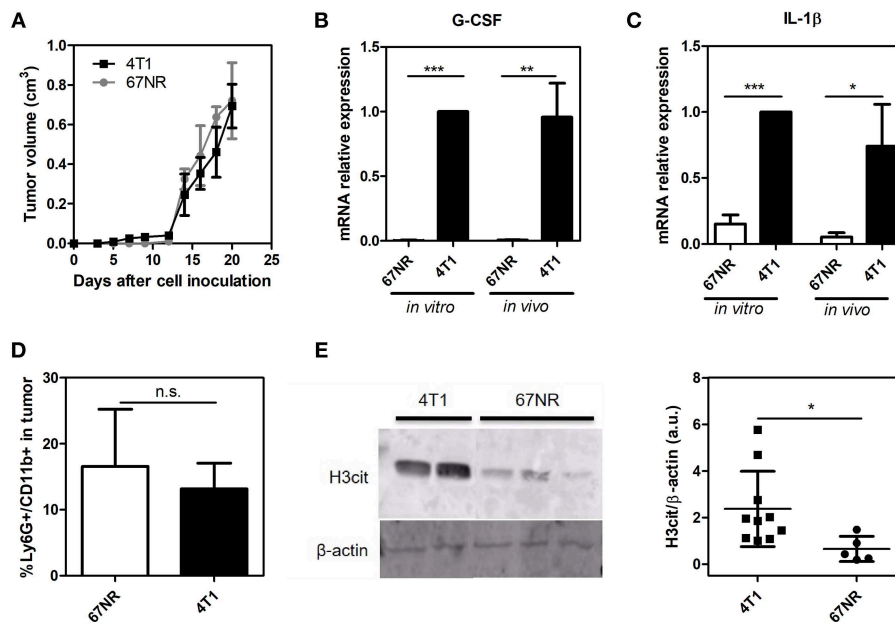 A
Tumor volume (cm³)
1.0
0.8
0.6
0.4
0.2
0.0
4T1
67NR
0 5 10 15 20 25
Days after cell inoculation
B
G-CSF
mRNA relative expression
1.5
1.0
0.5
0.0
*** **
67NR 4T1 67NR 4T1
in vitro in vivo
C
IL-1β
mRNA relative expression
1.5
1.0
0.5
0.0
*** *
67NR 4T1 67NR 4T1
in vitro in vivo
D
%Ly6G+/CD11b+ in tumor
30
20
10
0
n.s.
67NR 4T1
E
4T1 67NR
H3cit
β-actin
H3cit/β-actin (a.u.)
8
6
4
2
0
*
4T1 67NR